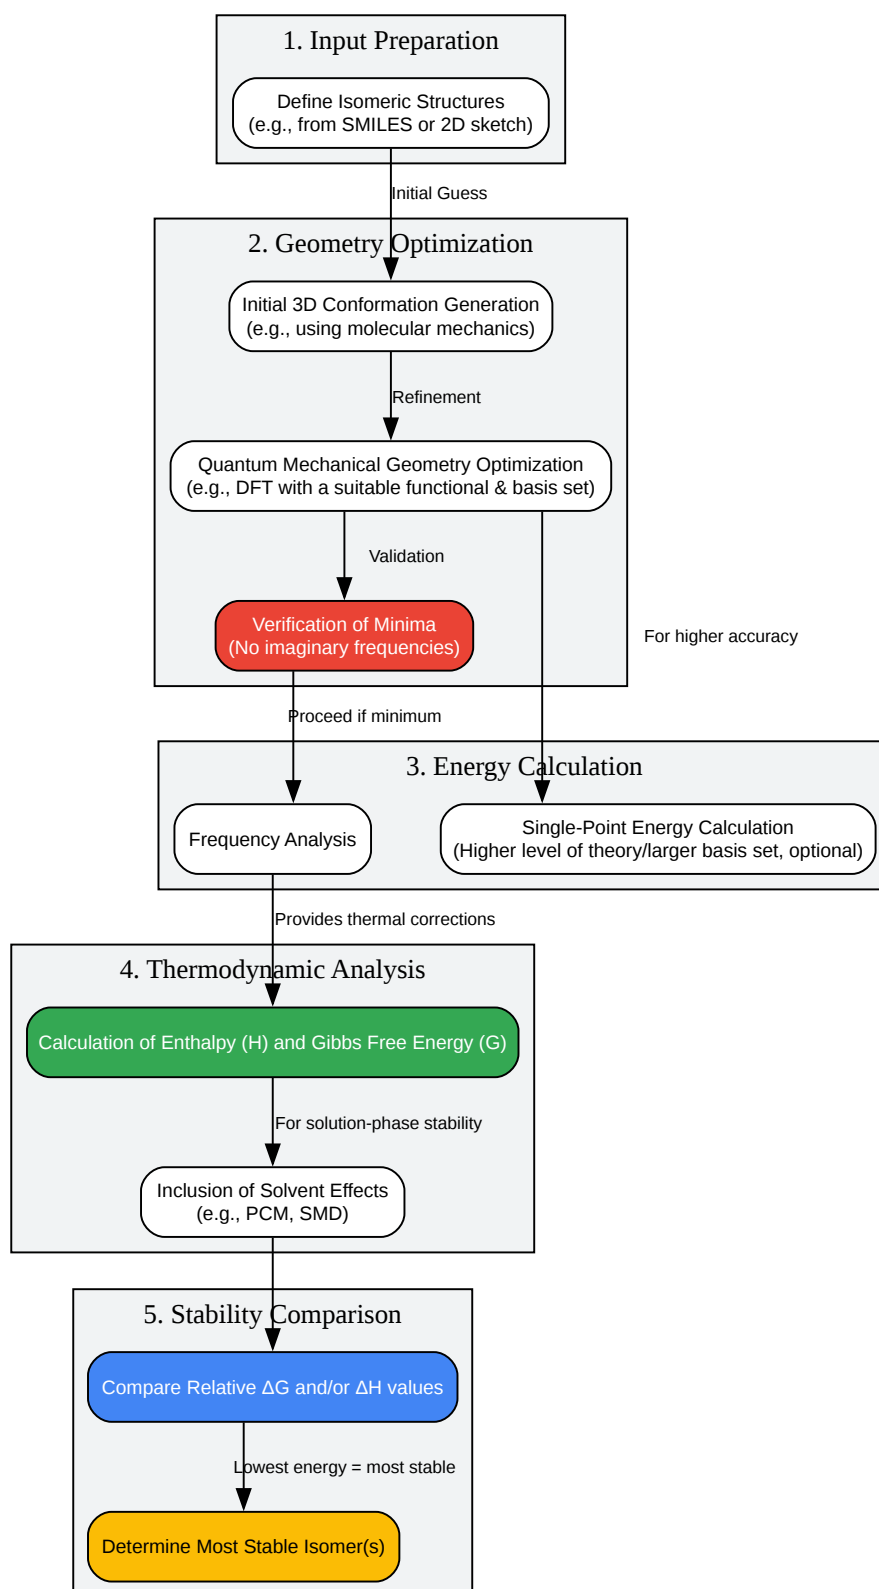 1. Input Preparation
Define Isomeric Structures
(e.g., from SMILES or 2D sketch)
Initial Guess
2. Geometry Optimization
Initial 3D Conformation Generation
(e.g., using molecular mechanics)
Refinement
Quantum Mechanical Geometry Optimization
(e.g., DFT with a suitable functional & basis set)
Validation
Verification of Minima
(No imaginary frequencies)
For higher accuracy
Proceed if minimum
3. Energy Calculation
Frequency Analysis
Single-Point Energy Calculation
(Higher level of theory/larger basis set, optional)
Provides thermal corrections
4. Thermodynamic Analysis
Calculation of Enthalpy (H) and Gibbs Free Energy (G)
For solution-phase stability
Inclusion of Solvent Effects
(e.g., PCM, SMD)
5. Stability Comparison
Compare Relative ΔG and/or ΔH values
Lowest energy = most stable
Determine Most Stable Isomer(s)